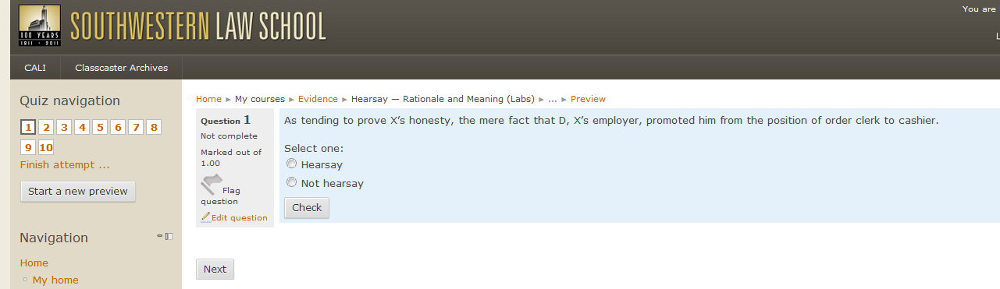 You are
100 YEARS
1911 · 2011
SOUTHWESTERN LAW SCHOOL
L
CALI Classcaster Archives
Quiz navigation
1 2 3 4 5 6 7 8
9 10
Finish attempt ...
Start a new preview
Navigation
Home
My home
Home ► My courses ► Evidence ► Hearsay — Rationale and Meaning (Labs) ► ... ► Preview
Question 1
Not complete
Marked out of
1.00
Flag
question
Edit question
As tending to prove X’s honesty, the mere fact that D, X’s employer, promoted him from the position of order clerk to cashier.
Select one:
Hearsay
Not hearsay
Check
Next